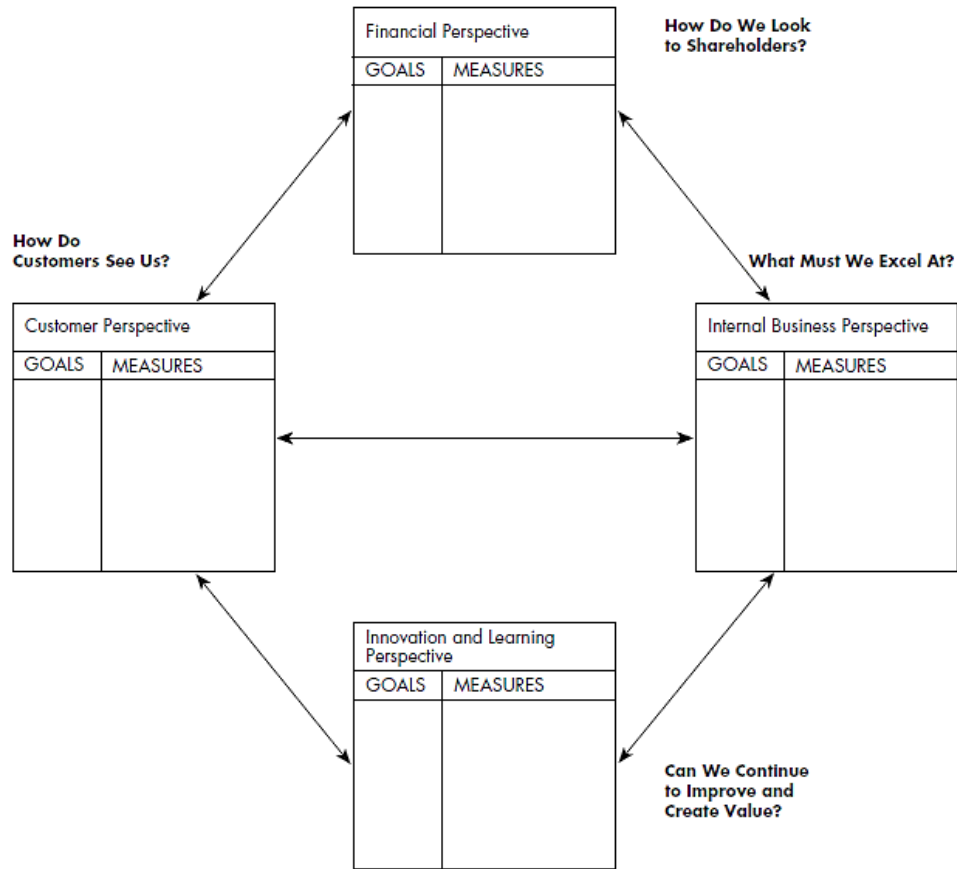 Financial Perspective
GOALS MEASURES
How Do We Look
to Shareholders?
How Do
Customers See Us?
What Must We Excel At?
Customer Perspective
GOALS MEASURES
Internal Business Perspective
GOALS MEASURES
Innovation and Learning
Perspective
GOALS MEASURES
Can We Continue
to Improve and
Create Value?